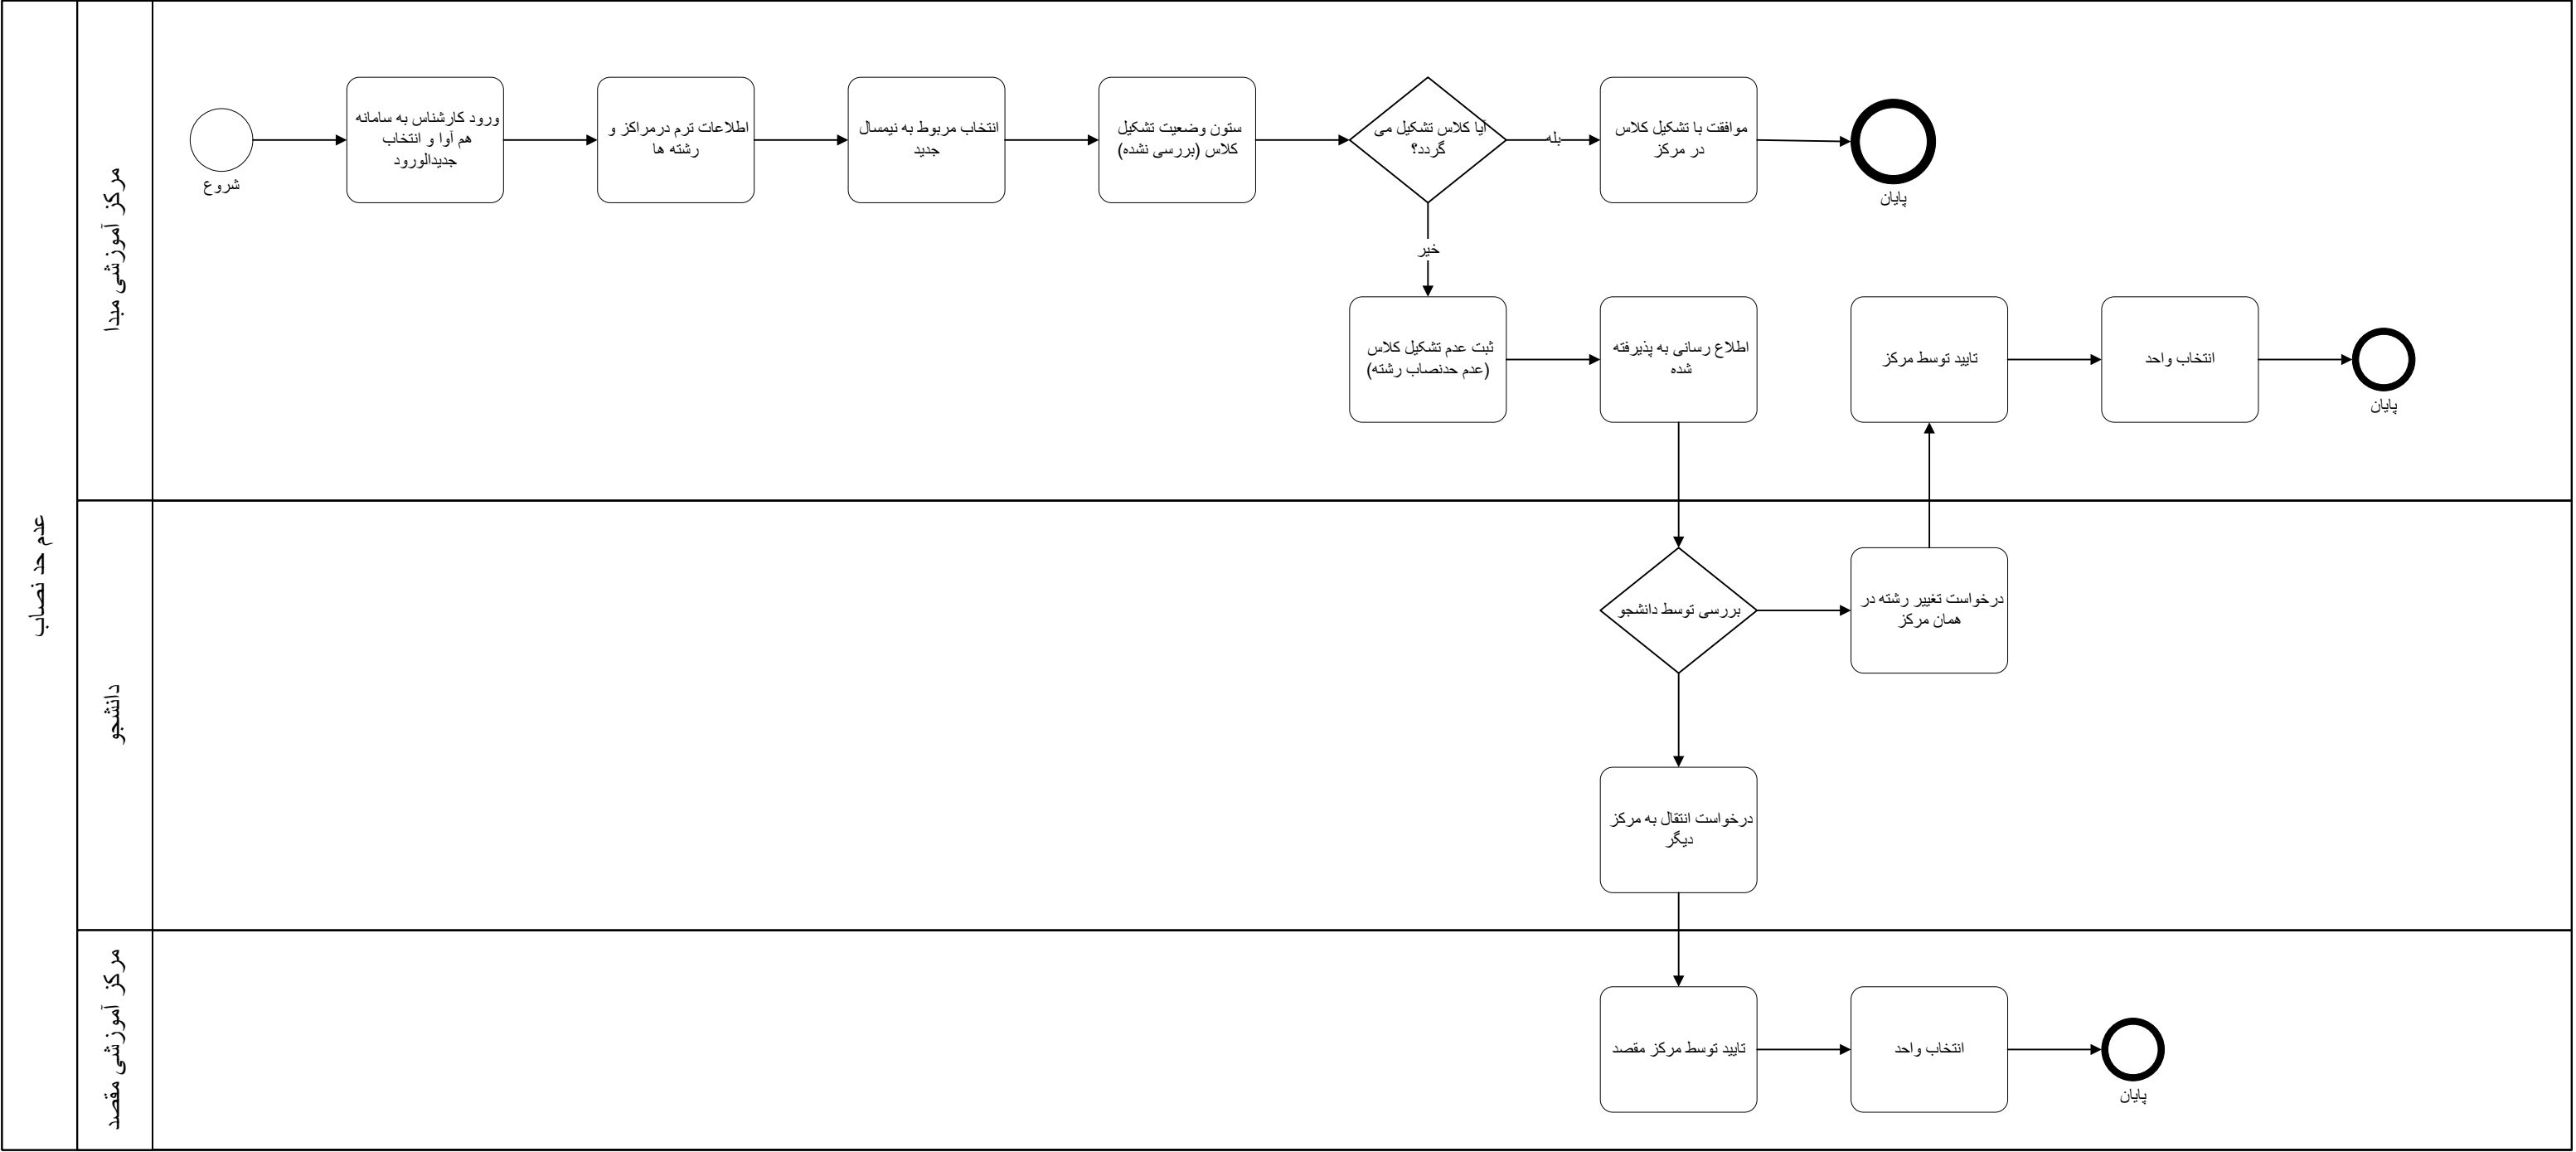 عدم حد نصاب
مرکز آموزشی مبدا
شروع
ورود کارشناس به سامانه
هم آوا و انتخاب
جدیدالورود
اطلاعات ترم درمراکز و
رشته ها
انتخاب مربوط به نیمسال
جدید
ستون وضعیت تشکیل
کلاس (بررسی نشده)
آیا کلاس تشکیل می
گردد؟
بله
موافقت با تشکیل کلاس
در مرکز
پایان
خیر
ثبت عدم تشکیل کلاس
(عدم حدنصاب رشته)
اطلاع رسانی به پذیرفته
شده
تایید توسط مرکز
انتخاب واحد
پایان
دانشجو
بررسی توسط دانشجو
درخواست تغییر رشته در
همان مرکز
درخواست انتقال به مرکز
دیگر
مرکز آموزشی مقصد
تایید توسط مرکز مقصد
انتخاب واحد
پایان